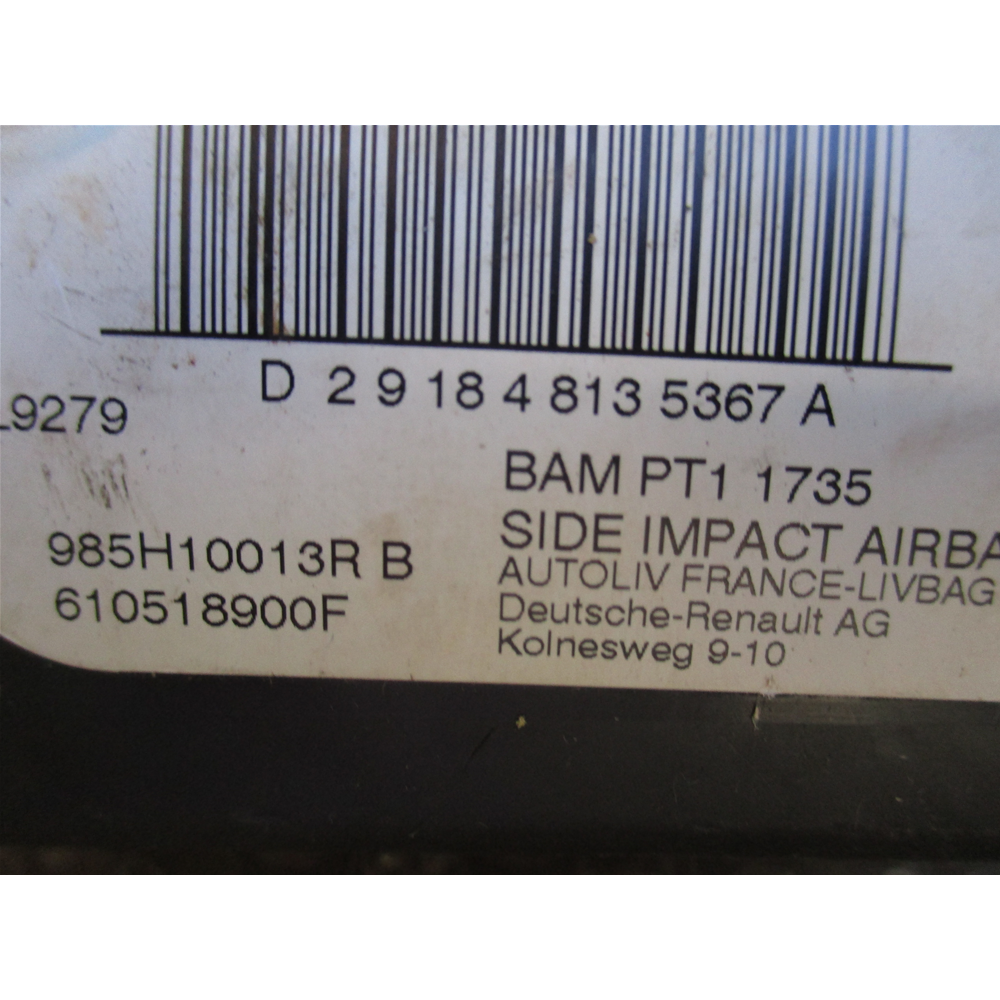 D 2 9 18 4 813 5367 A
L9279
BAM PT1 1735
SIDE IMPACT AIRBA
985H10013R B
610518900F
AUTOLIV FRANCE-LIVBAG
Deutsche-Renault AG
Kolnesweg 9-10